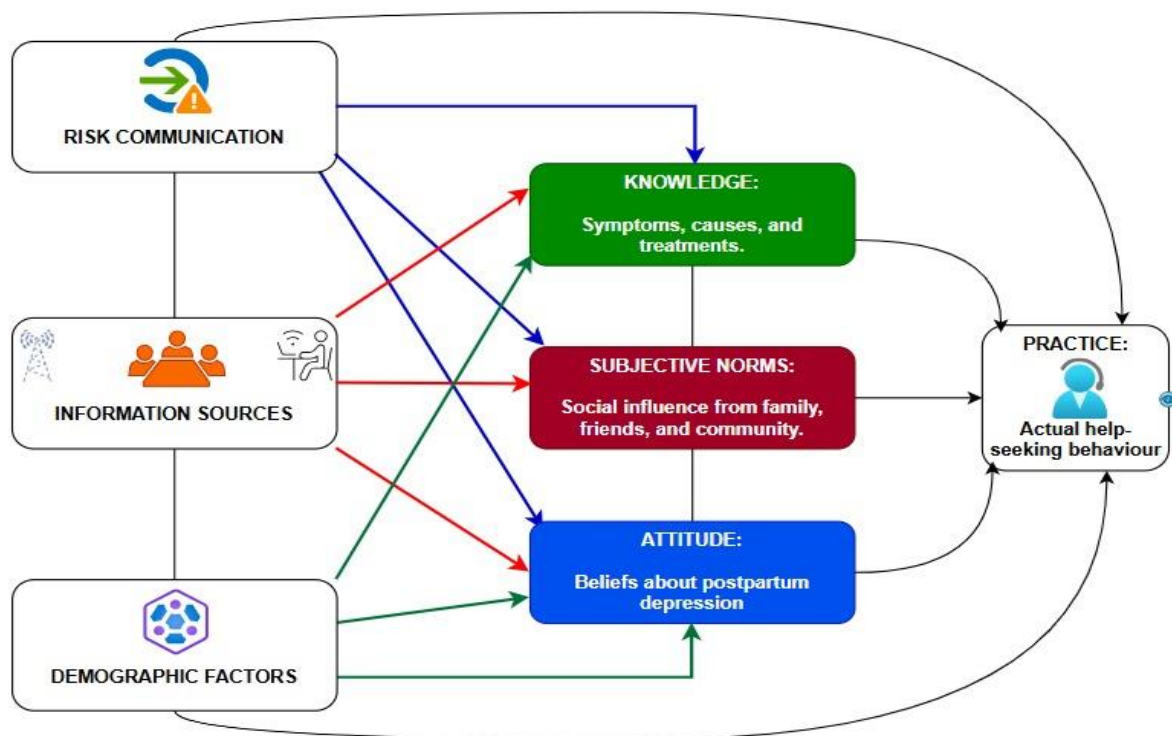 RISK COMMUNICATION
KNOWLEDGE:
Symptoms, causes, and
treatments.
INFORMATION SOURCES
SUBJECTIVE NORMS:
Social influence from family,
friends, and community.
PRACTICE:
Actual help-
seeking behaviour
ATTITUDE:
Beliefs about postpartum
depression
DEMOGRAPHIC FACTORS